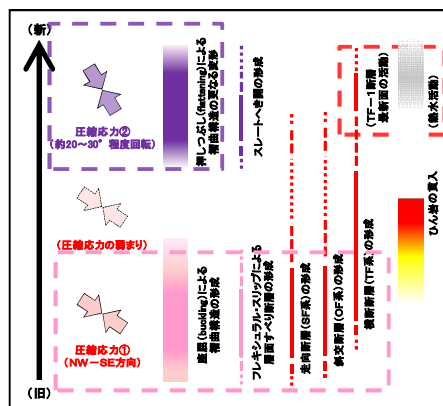 (新)
圧縮応力②
(約20～30°程度回転)
押しつぶし(flattening)による
褶曲構造の更なる変形
スレートへき開の形成
(TF－1断層
最新面の活動)
(熱水活動)
(圧縮応力の弱まり)
圧縮応力①
(NW－SE方向)
座屈(buckling)による
褶曲構造の形成
フレキシュラル・スリップによる
層面すべり断層の形成
走向断層(SF系)の形成
斜交断層(OF系)の形成
横断断層(TF系)の形成
ひん岩の貫入
(旧)